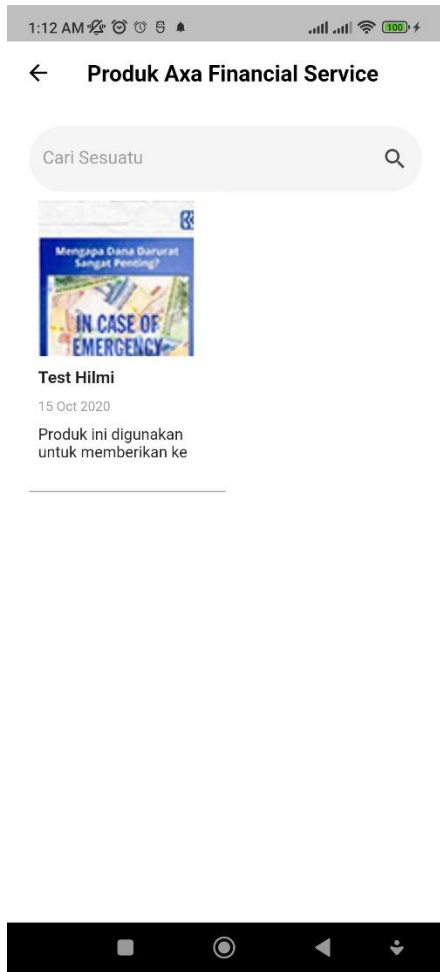 1:12 AM
100
Produk Axa Financial Service
Cari Sesuatu
Mengapa Dana Darurat
Sangat Penting?
IN CASE OF
EMERGENCY
Test Hilmi
15 Oct 2020
Produk ini digunakan
untuk memberikan ke